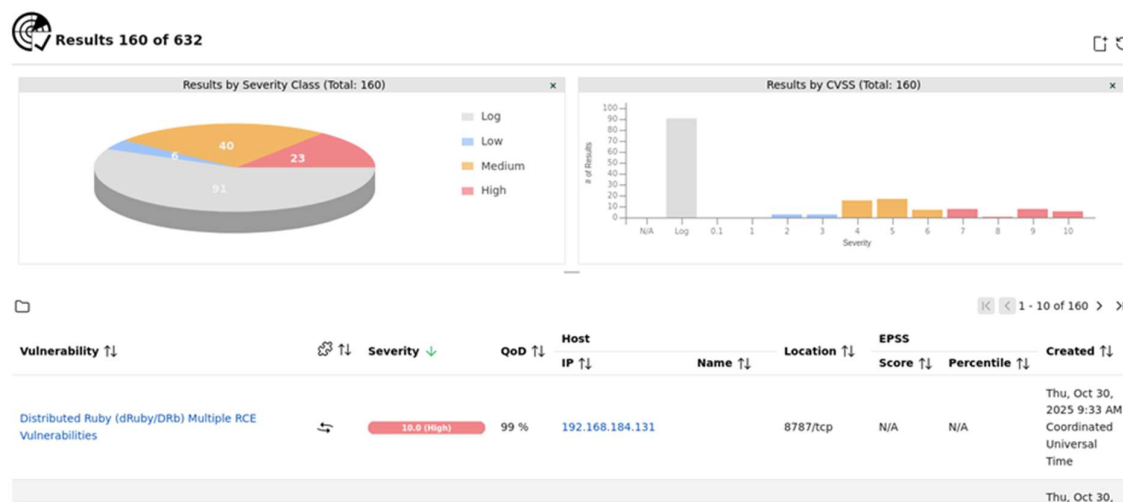 Results 160 of 632
Results by Severity Class (Total: 160)
×
40
6
23
91
Log
Low
Medium
High
Results by CVSS (Total: 160)
×
100
90
80
70
60
50
40
30
20
10
0
# of Results
N/A Log 0.1 1 2 3 4 5 6 7 8 9 10
Severity
1 - 10 of 160
Vulnerability
Severity
QoD
Host
IP
Name
Location
EPSS
Score
Percentile
Created
Distributed Ruby (dRuby/DRb) Multiple RCE
Vulnerabilities
10.0 (High)
99 %
192.168.184.131
8787/tcp
N/A
N/A
Thu, Oct 30,
2025 9:33 AM
Coordinated
Universal
Time
Thu, Oct 30,